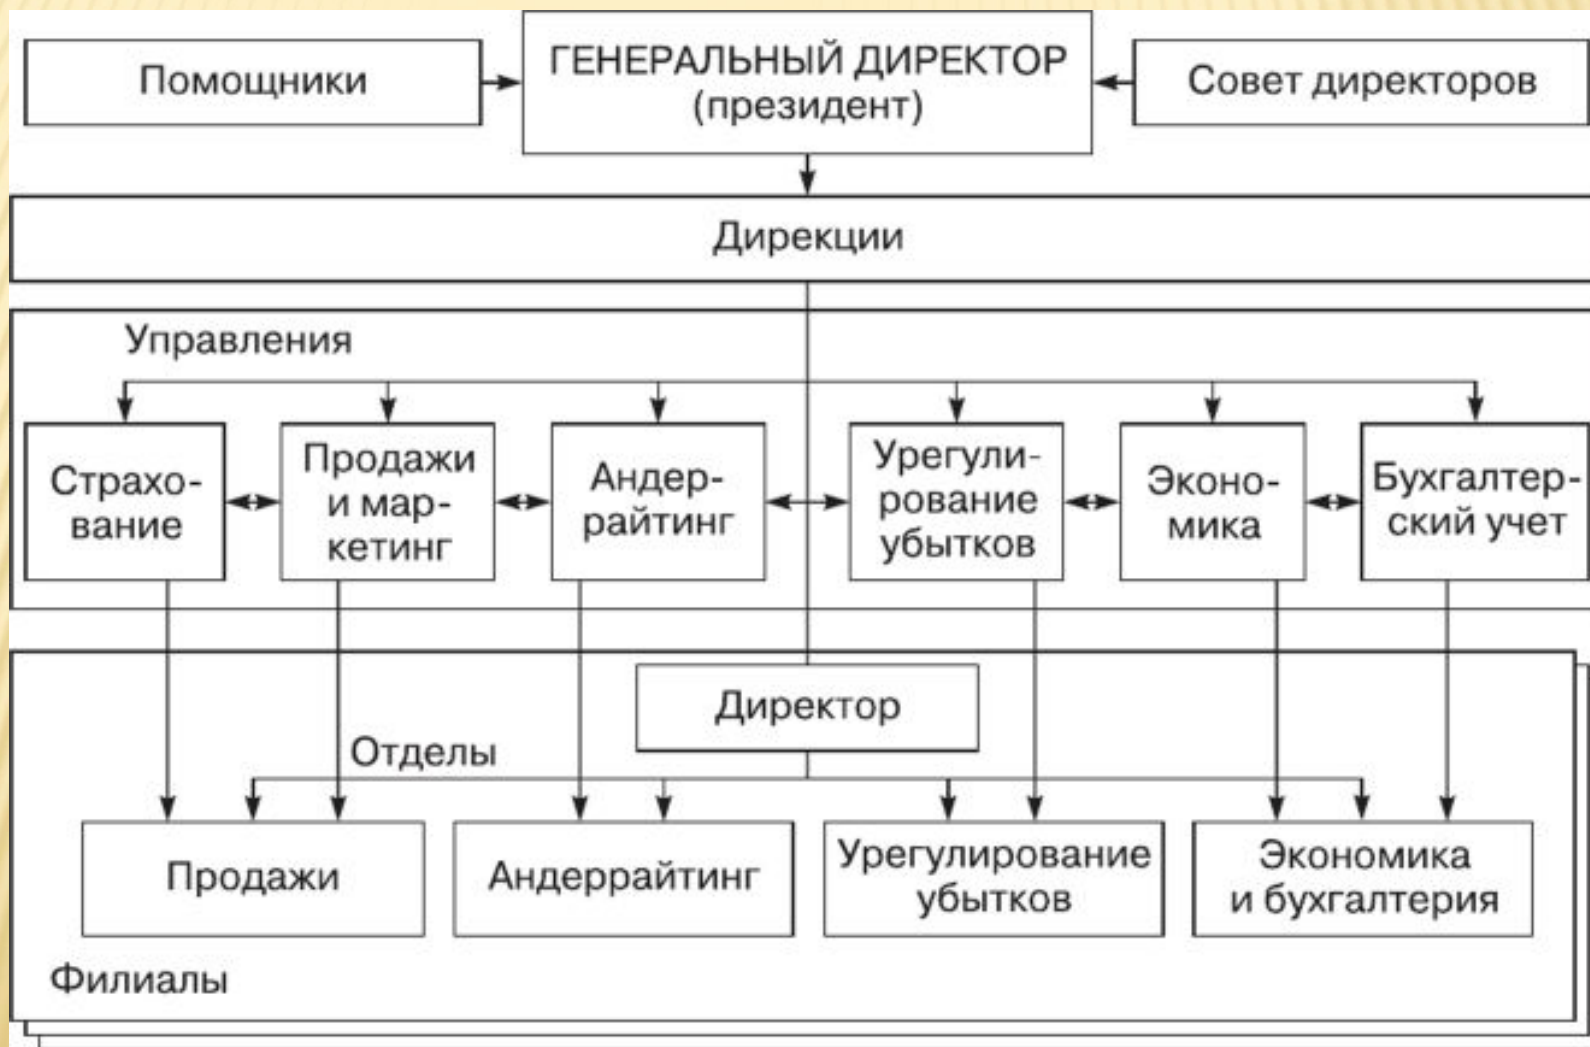 Помощники
ГЕНЕРАЛЬНЫЙ ДИРЕКТОР
(президент)
Совет директоров
Дирекции
Управления
Страхо-
вание
Продажи
и мар-
кетинг
Андер-
райтинг
Урегули-
рование
убытков
Эконо-
мика
Бухгалтер-
ский учет
Директор
Отделы
Продажи
Андеррайтинг
Урегулирование
убытков
Экономика
и бухгалтерия
Филиалы